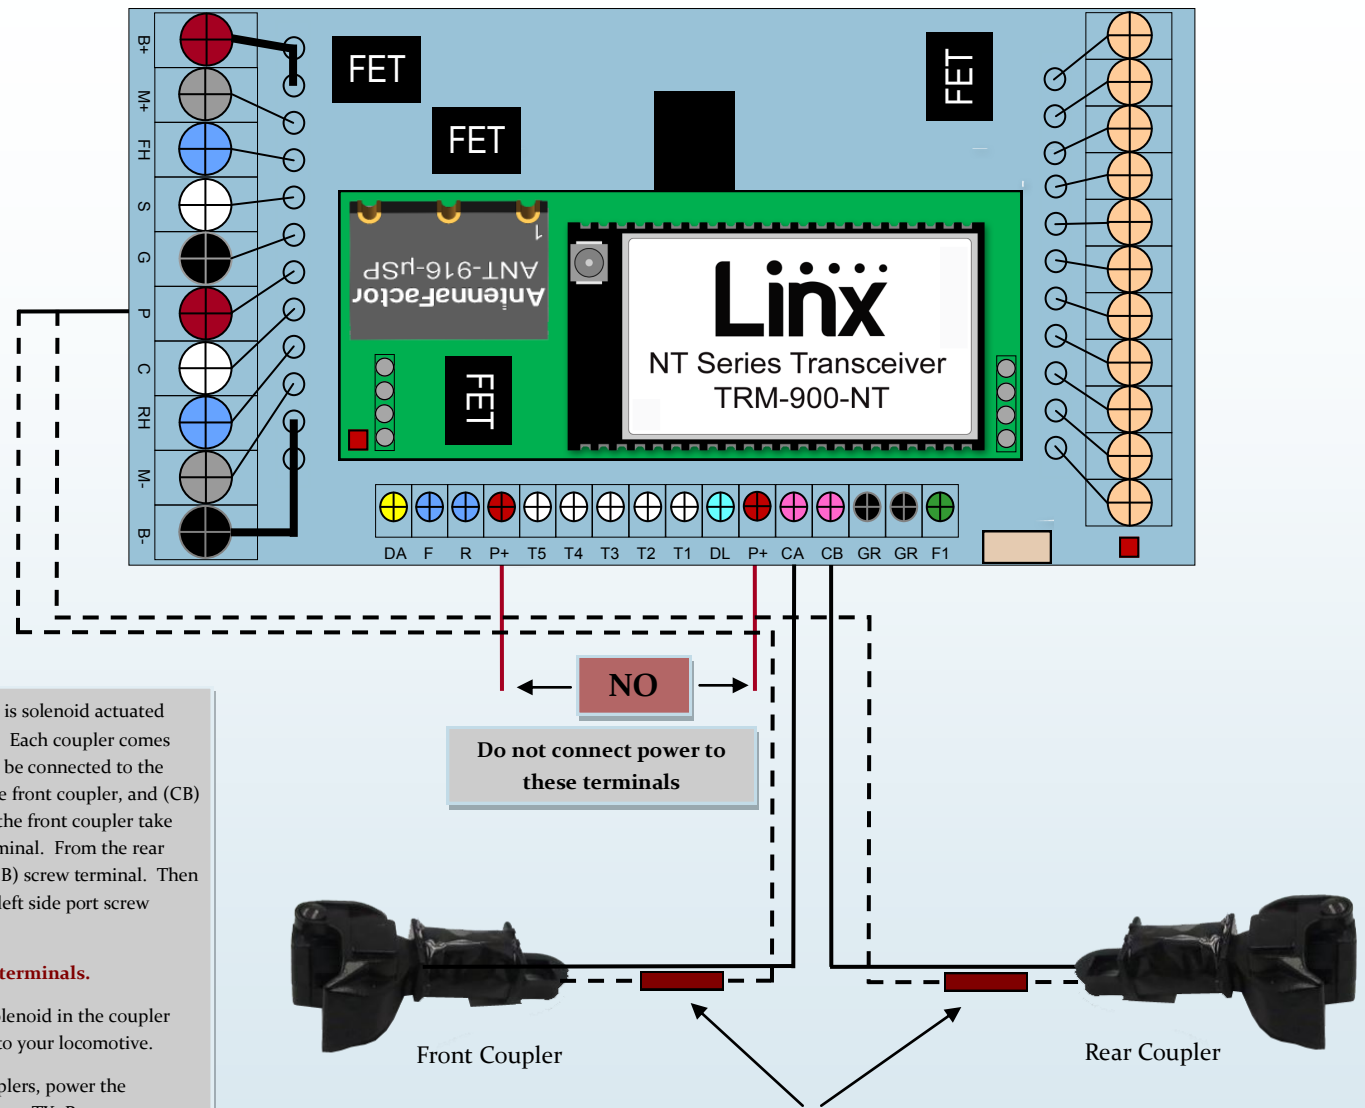 B+
M+
FH
S
G
P
C
RH
M-
B-
FET
FET
FET
FET
1
ANT-916-µSP
AntennaFactor™
Linx
NT Series Transceiver
TRM-900-NT
DA F R P+ T5 T4 T3 T2 T1 DL P+ CA CB GR GR F1
NO
Do not connect power to
these terminals
is solenoid actuated
Each coupler comes
be connected to the
e front coupler, and (CB)
the front coupler take
minal. From the rear
B) screw terminal. Then
left side port screw
terminals.
olenoid in the coupler
to your locomotive.
plers, power the
Front Coupler
Rear Coupler